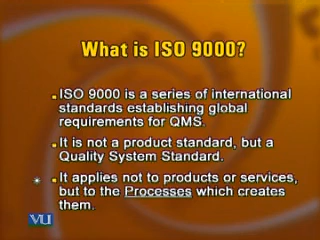 What is ISO 9000?
ISO 9000 is a series of international
standards establishing global
requirements for QMS.
It is not a product standard, but a
Quality System Standard.
It applies not to products or services,
but to the Processes which creates
them.
VU